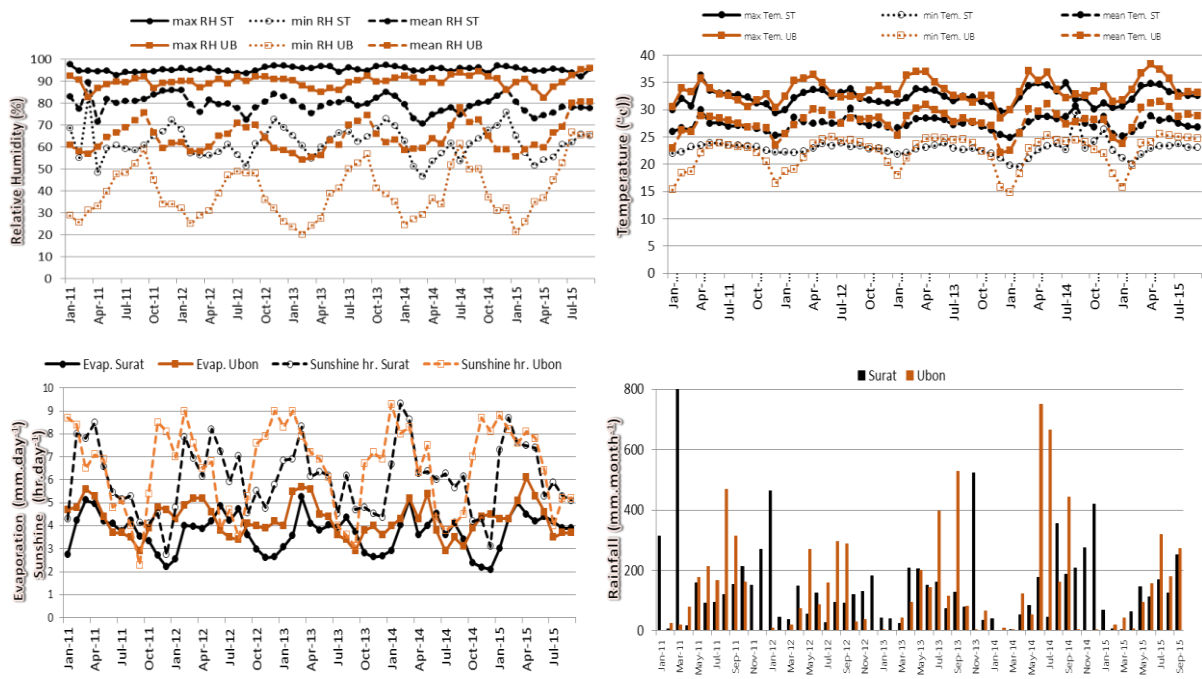 max RH ST min RH ST mean RH ST
max RH UB min RH UB mean RH UB
Relative Humidity (%)
100
90
80
70
60
50
40
30
20
10
0
Jan-11 Apr-11 Jul-11 Oct-11 Jan-12 Apr-12 Jul-12 Oct-12 Jan-13 Apr-13 Jul-13 Oct-13 Jan-14 Apr-14 Jul-14 Oct-14 Jan-15 Apr-15 Jul-15
max Tem. ST min Tem. ST mean Tem. ST
max Tem. UB min Tem. UB mean Tem. UB
Temperature (°c))
40
35
30
25
20
15
10
5
0
Jan-... Apr-... Jul-11 Oct-... Jan-... Apr-... Jul-12 Oct-... Jan-... Apr-... Jul-13 Oct-... Jan-... Apr-... Jul-14 Oct-... Jan-... Apr-... Jul-15
Evap. Surat Evap. Ubon Sunshine hr. Surat Sunshine hr. Ubon
Evaporation (mm.day⁻¹)
Sunshine (hr.day⁻¹)
10
9
8
7
6
5
4
3
2
1
0
Jan-11 Apr-11 Jul-11 Oct-11 Jan-12 Apr-12 Jul-12 Oct-12 Jan-13 Apr-13 Jul-13 Oct-13 Jan-14 Apr-14 Jul-14 Oct-14 Jan-15 Apr-15 Jul-15
Surat Ubon
Rainfall (mm.month⁻¹)
800
600
400
200
0
Jan-11 Mar-11 May-11 Jul-11 Sep-11 Nov-11 Jan-12 Mar-12 May-12 Jul-12 Sep-12 Nov-12 Jan-13 Mar-13 May-13 Jul-13 Sep-13 Nov-13 Jan-14 Mar-14 May-14 Jul-14 Sep-14 Nov-14 Jan-15 Mar-15 May-15 Jul-15 Sep-15